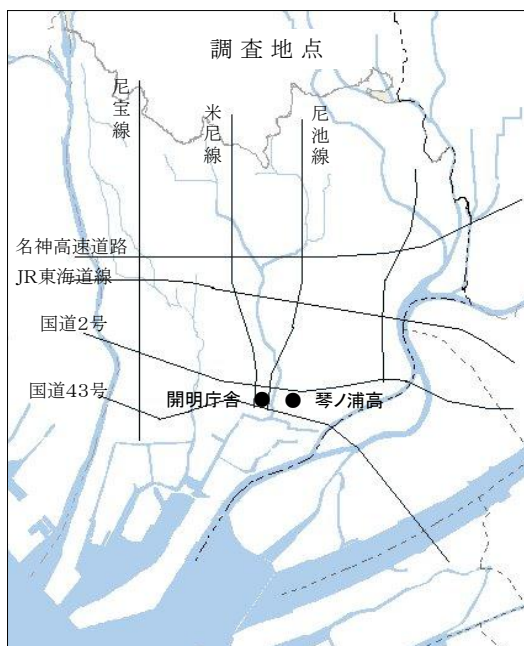 調査地点
尼宝線
米尼線
尼池線
名神高速道路
JR東海道線
国道2号
国道43号
開明庁舎
琴ノ浦高